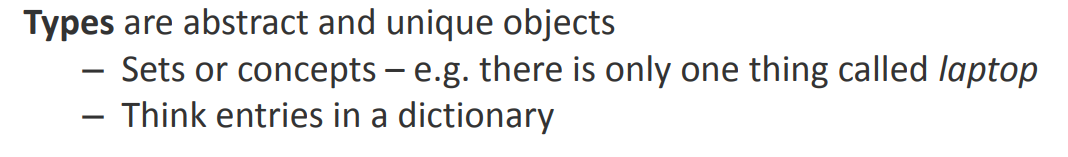 Types are abstract and unique objects
– Sets or concepts – e.g. there is only one thing called laptop
– Think entries in a dictionary